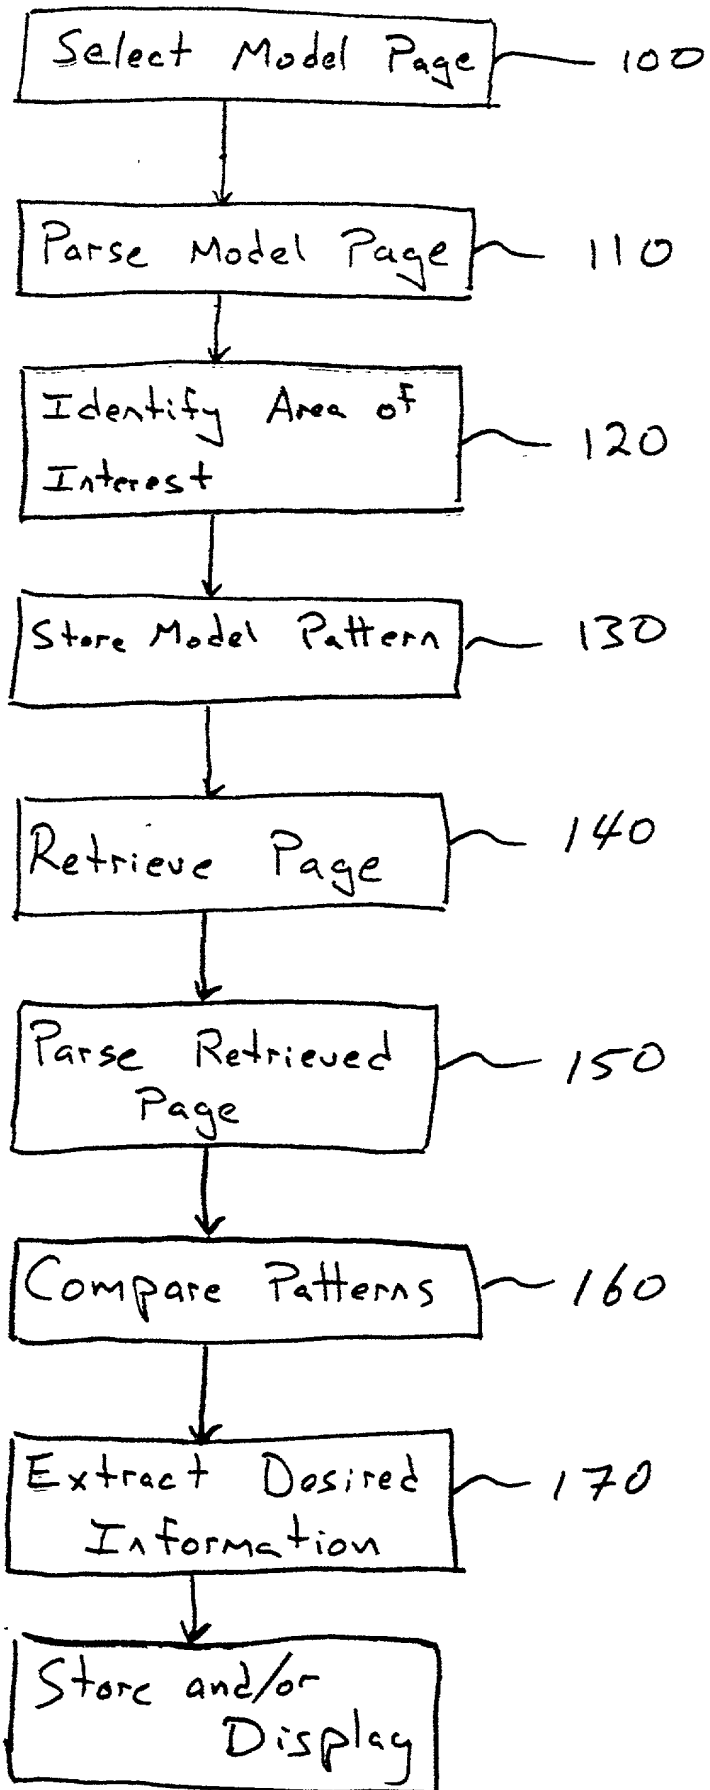 Select Model Page 100
Parse Model Page 110
Identify Area of
Interest 120
Store Model Pattern 130
Retrieve Page 140
Parse Retrieved
Page 150
Compare Patterns 160
Extract Desired
Information 170
Store and/or
Display